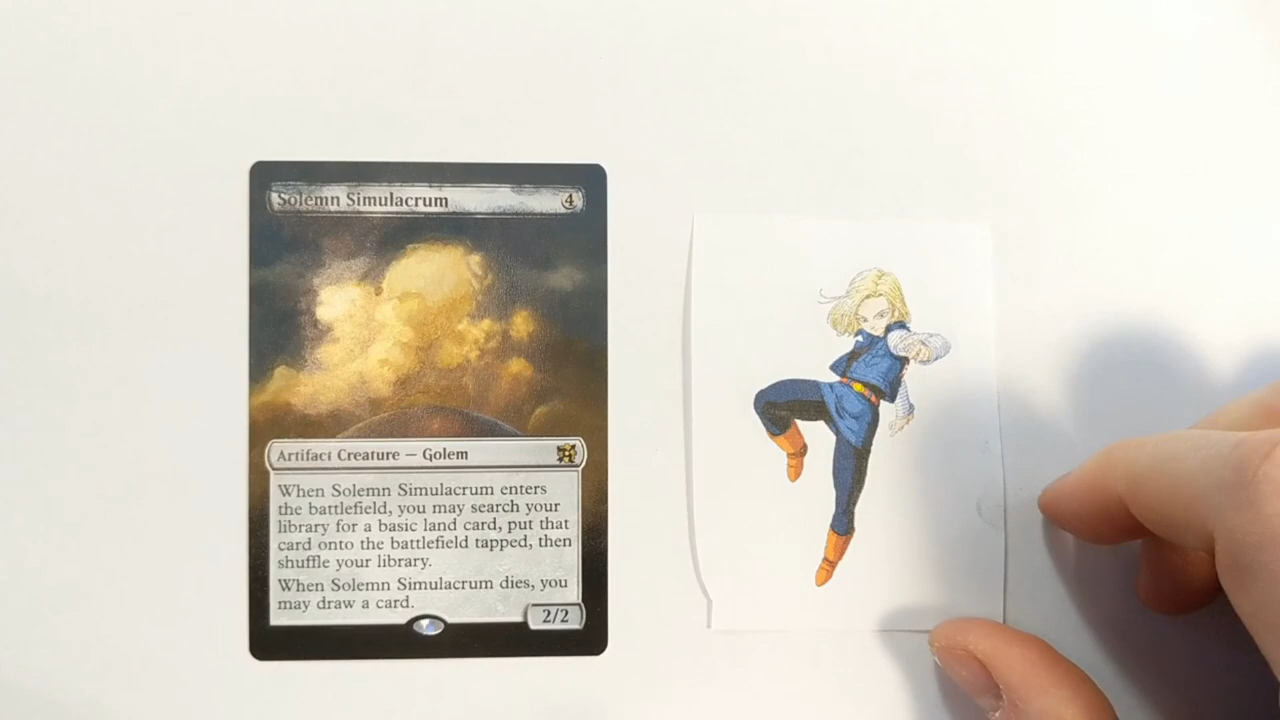 Solemn Simulacrum 4
Artifact Creature — Golem
When Solemn Simulacrum enters
the battlefield, you may search your
library for a basic land card, put that
card onto the battlefield tapped, then
shuffle your library.
When Solemn Simulacrum dies, you
may draw a card.
2/2